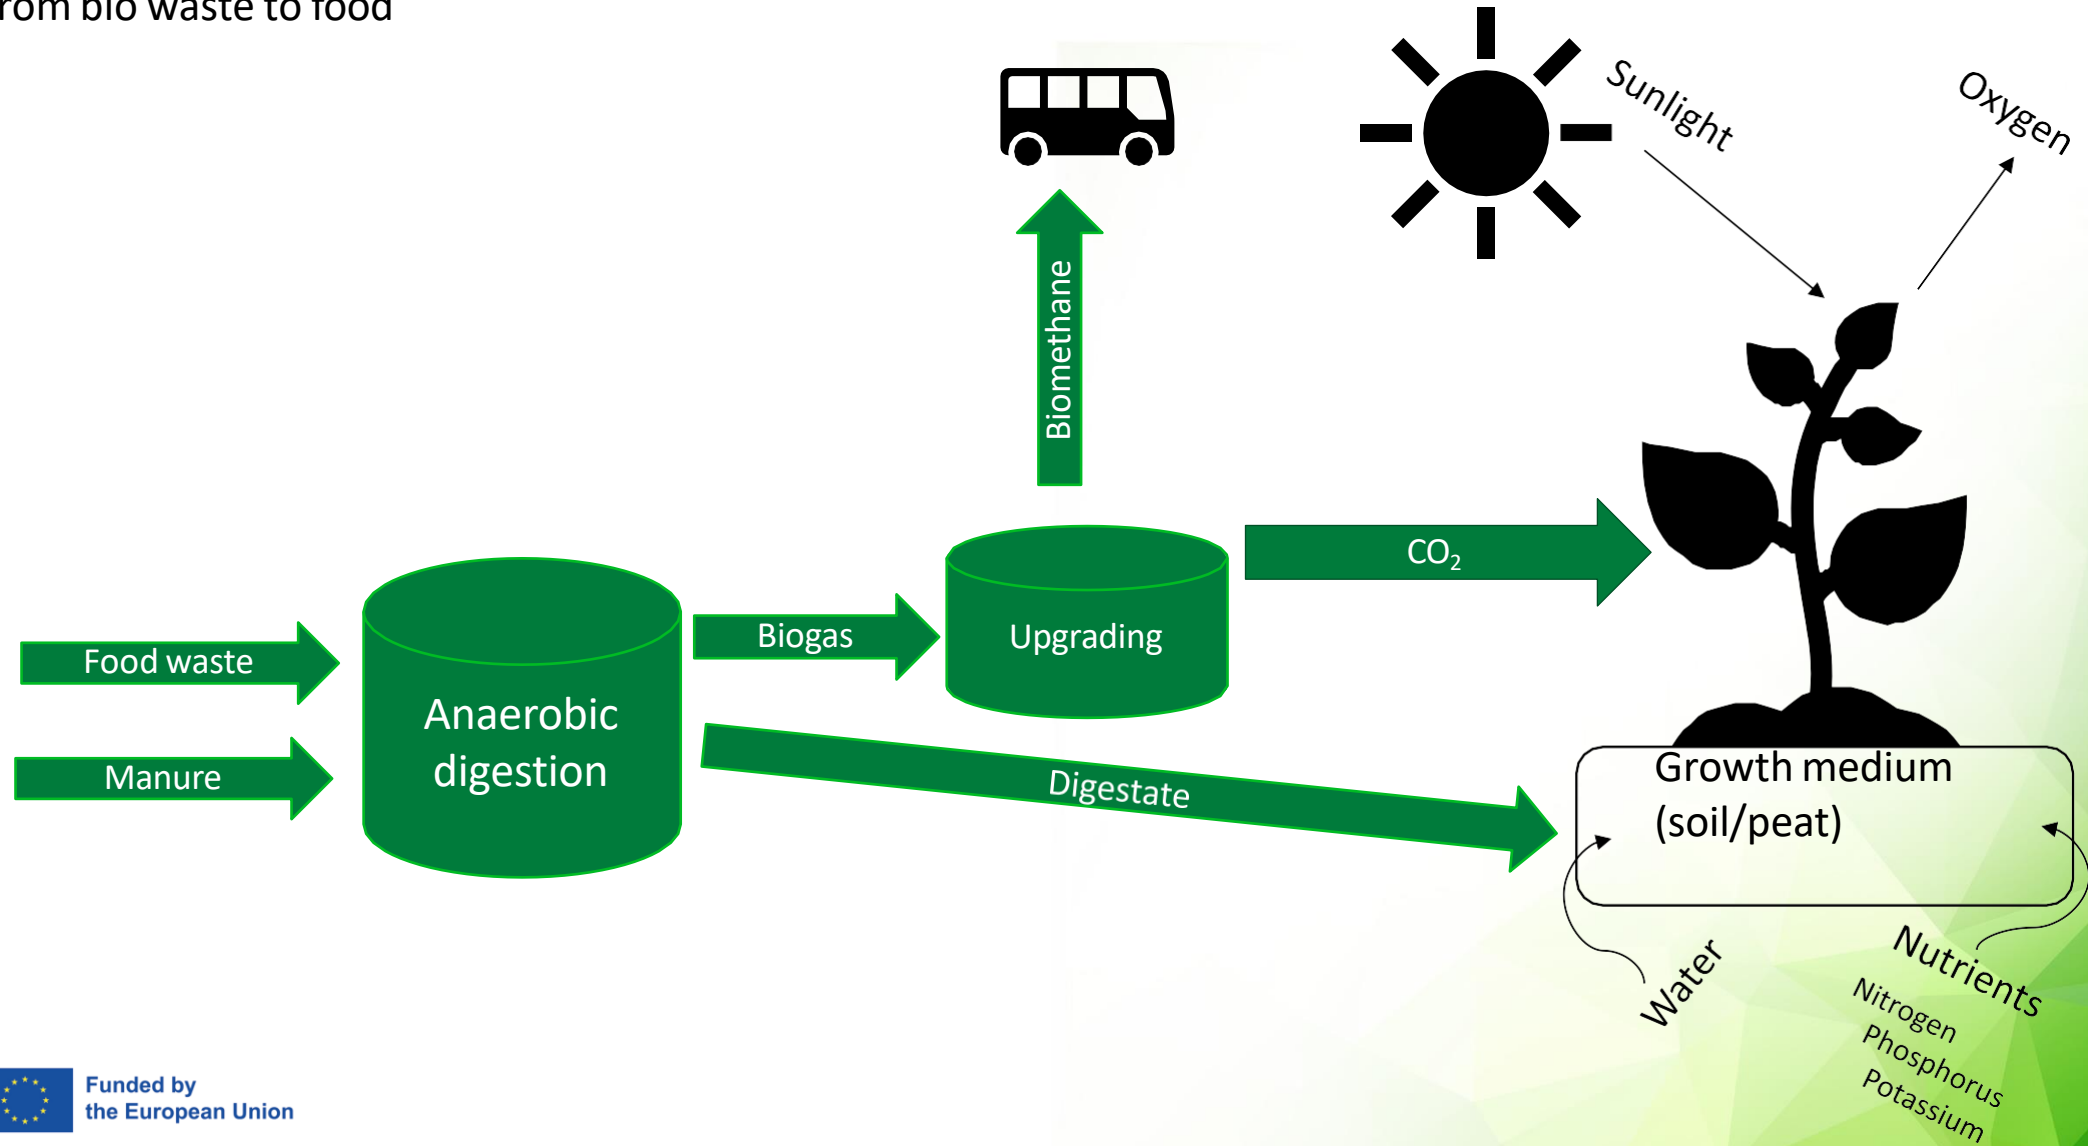 rom bio waste to food
Sunlight
Oxygen
Biomethane
CO₂
Biogas
Upgrading
Food waste
Anaerobic
digestion
Manure
Digestate
Growth medium
(soil/peat)
Water
Nutrients
Nitrogen
Phosphorus
Potassium
Funded by
the European Union